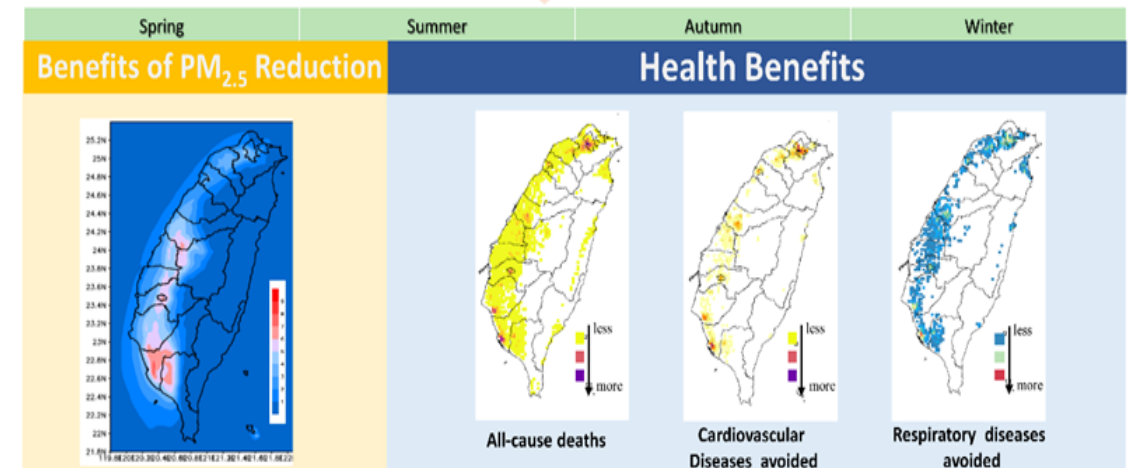 Spring Summer Autumn Winter
Benefits of PM2.5 Reduction Health Benefits
25.2N
25N
24.8N
24.6N
24.4N
24.2N
24N
23.8N
23.6N
23.4N
23.2N
23N
22.8N
22.6N
22.4N
22.2N
22N
21.8N
less
more
less
more
less
more
All-cause deaths
Cardiovascular
Diseases avoided
Respiratory diseases
avoided